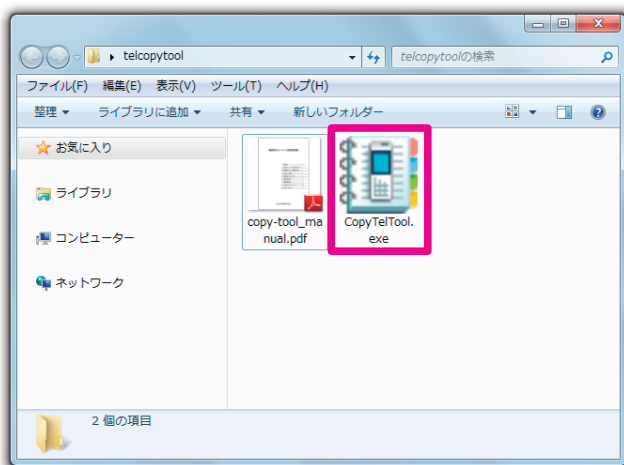 telcopytool
telcopytoolの検索
ファイル(F) 編集(E) 表示(V) ツール(T) ヘルプ(H)
整理 ライブラリに追加 共有 新しいフォルダー
お気に入り
ライブラリ
コンピューター
ネットワーク
copy-tool_ma
nual.pdf
CopyTelTool.
exe
2 個の項目